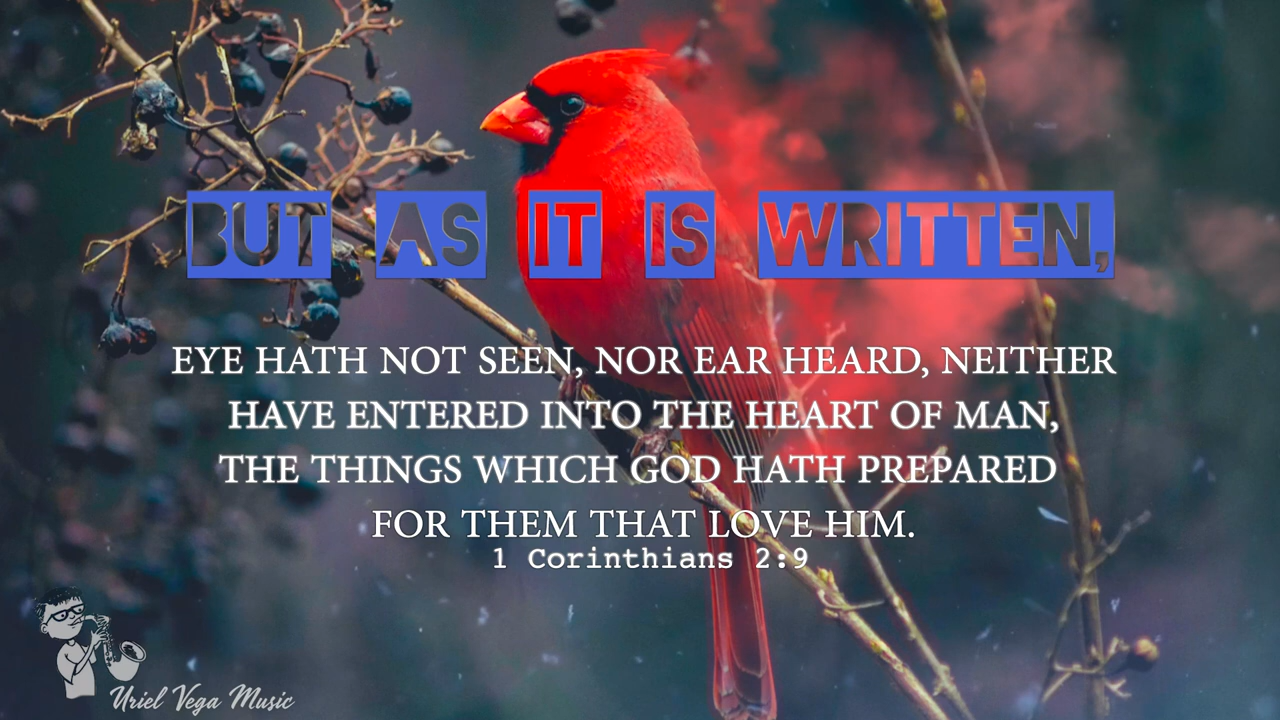 BUT AS IT IS WRITTEN,
EYE HATH NOT SEEN, NOR EAR HEARD, NEITHER
HAVE ENTERED INTO THE HEART OF MAN,
THE THINGS WHICH GOD HATH PREPARED
FOR THEM THAT LOVE HIM.
1 Corinthians 2:9
Uriel Vega Music